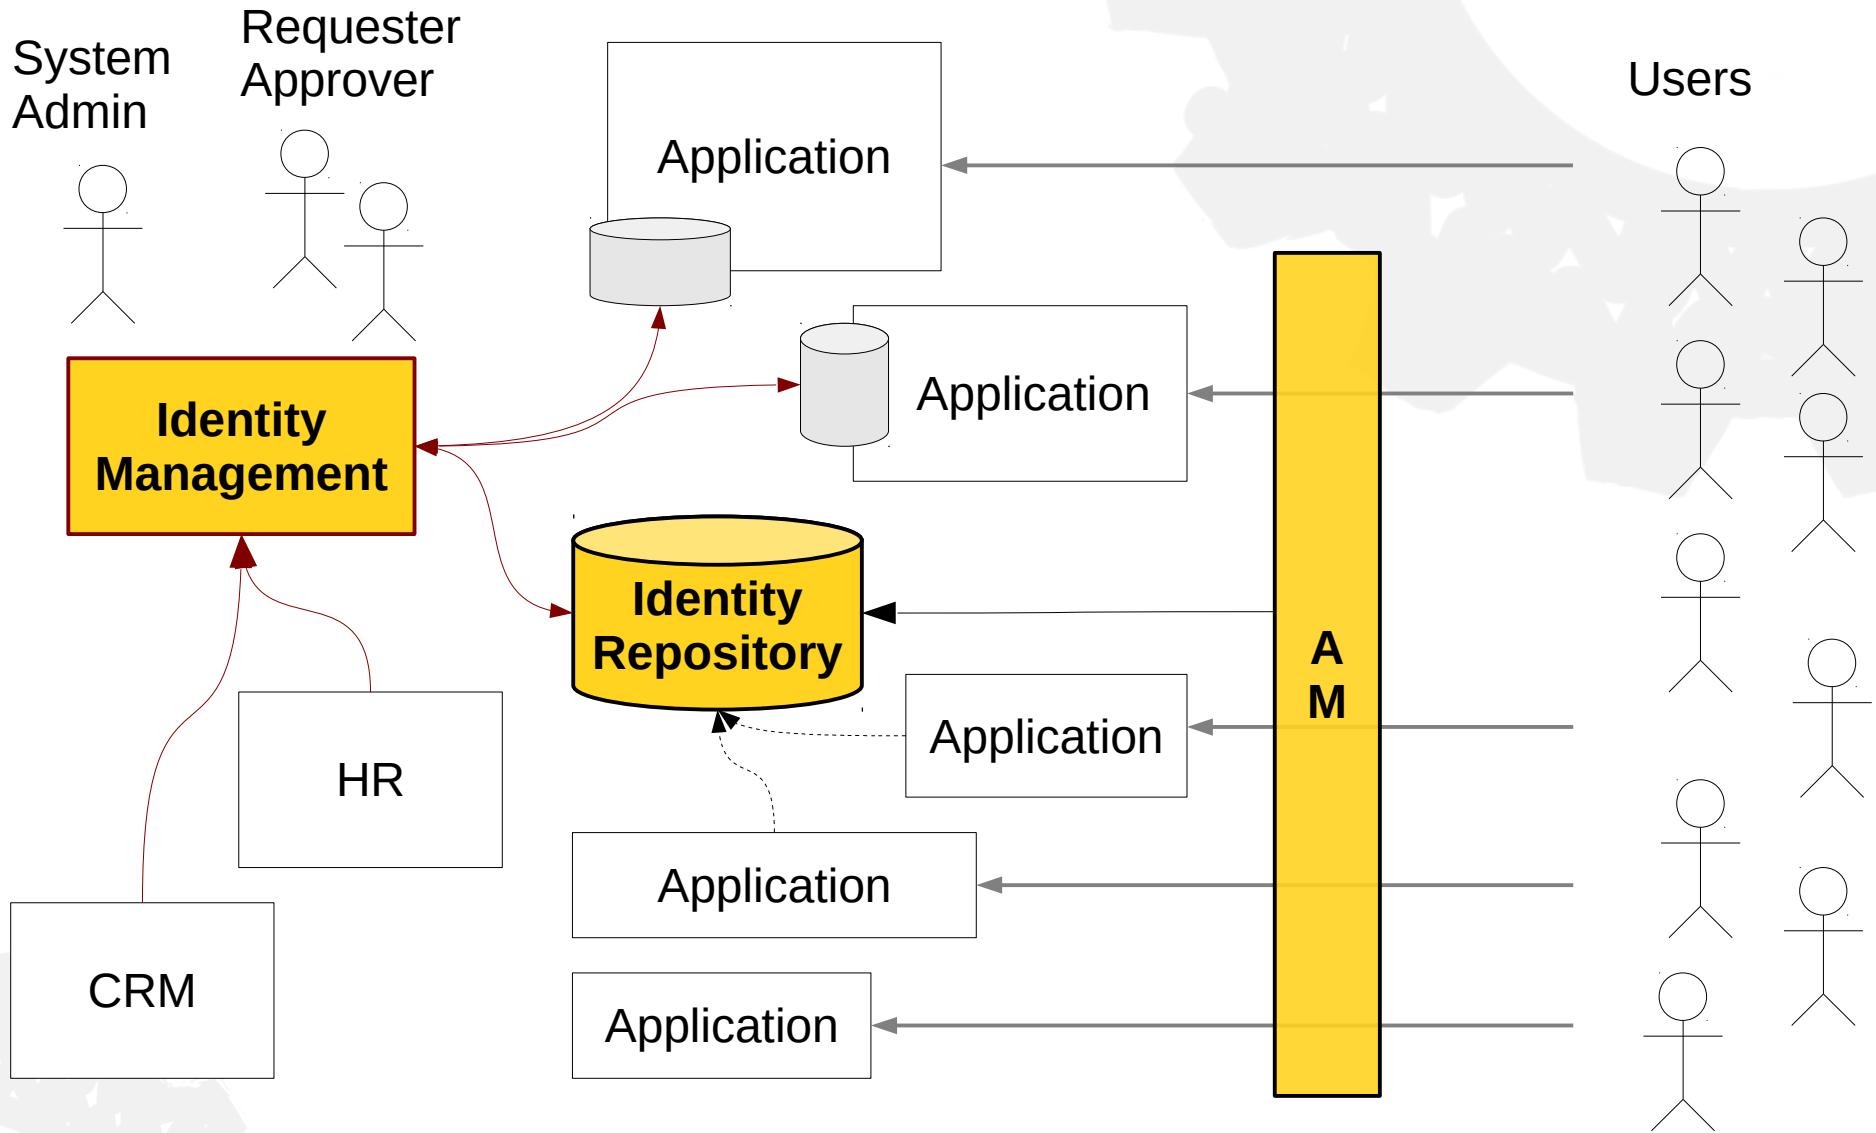 System
Admin
Requester
Approver
Users
Application
Application
Identity
Management
Identity
Repository
A
M
Application
HR
Application
CRM
Application